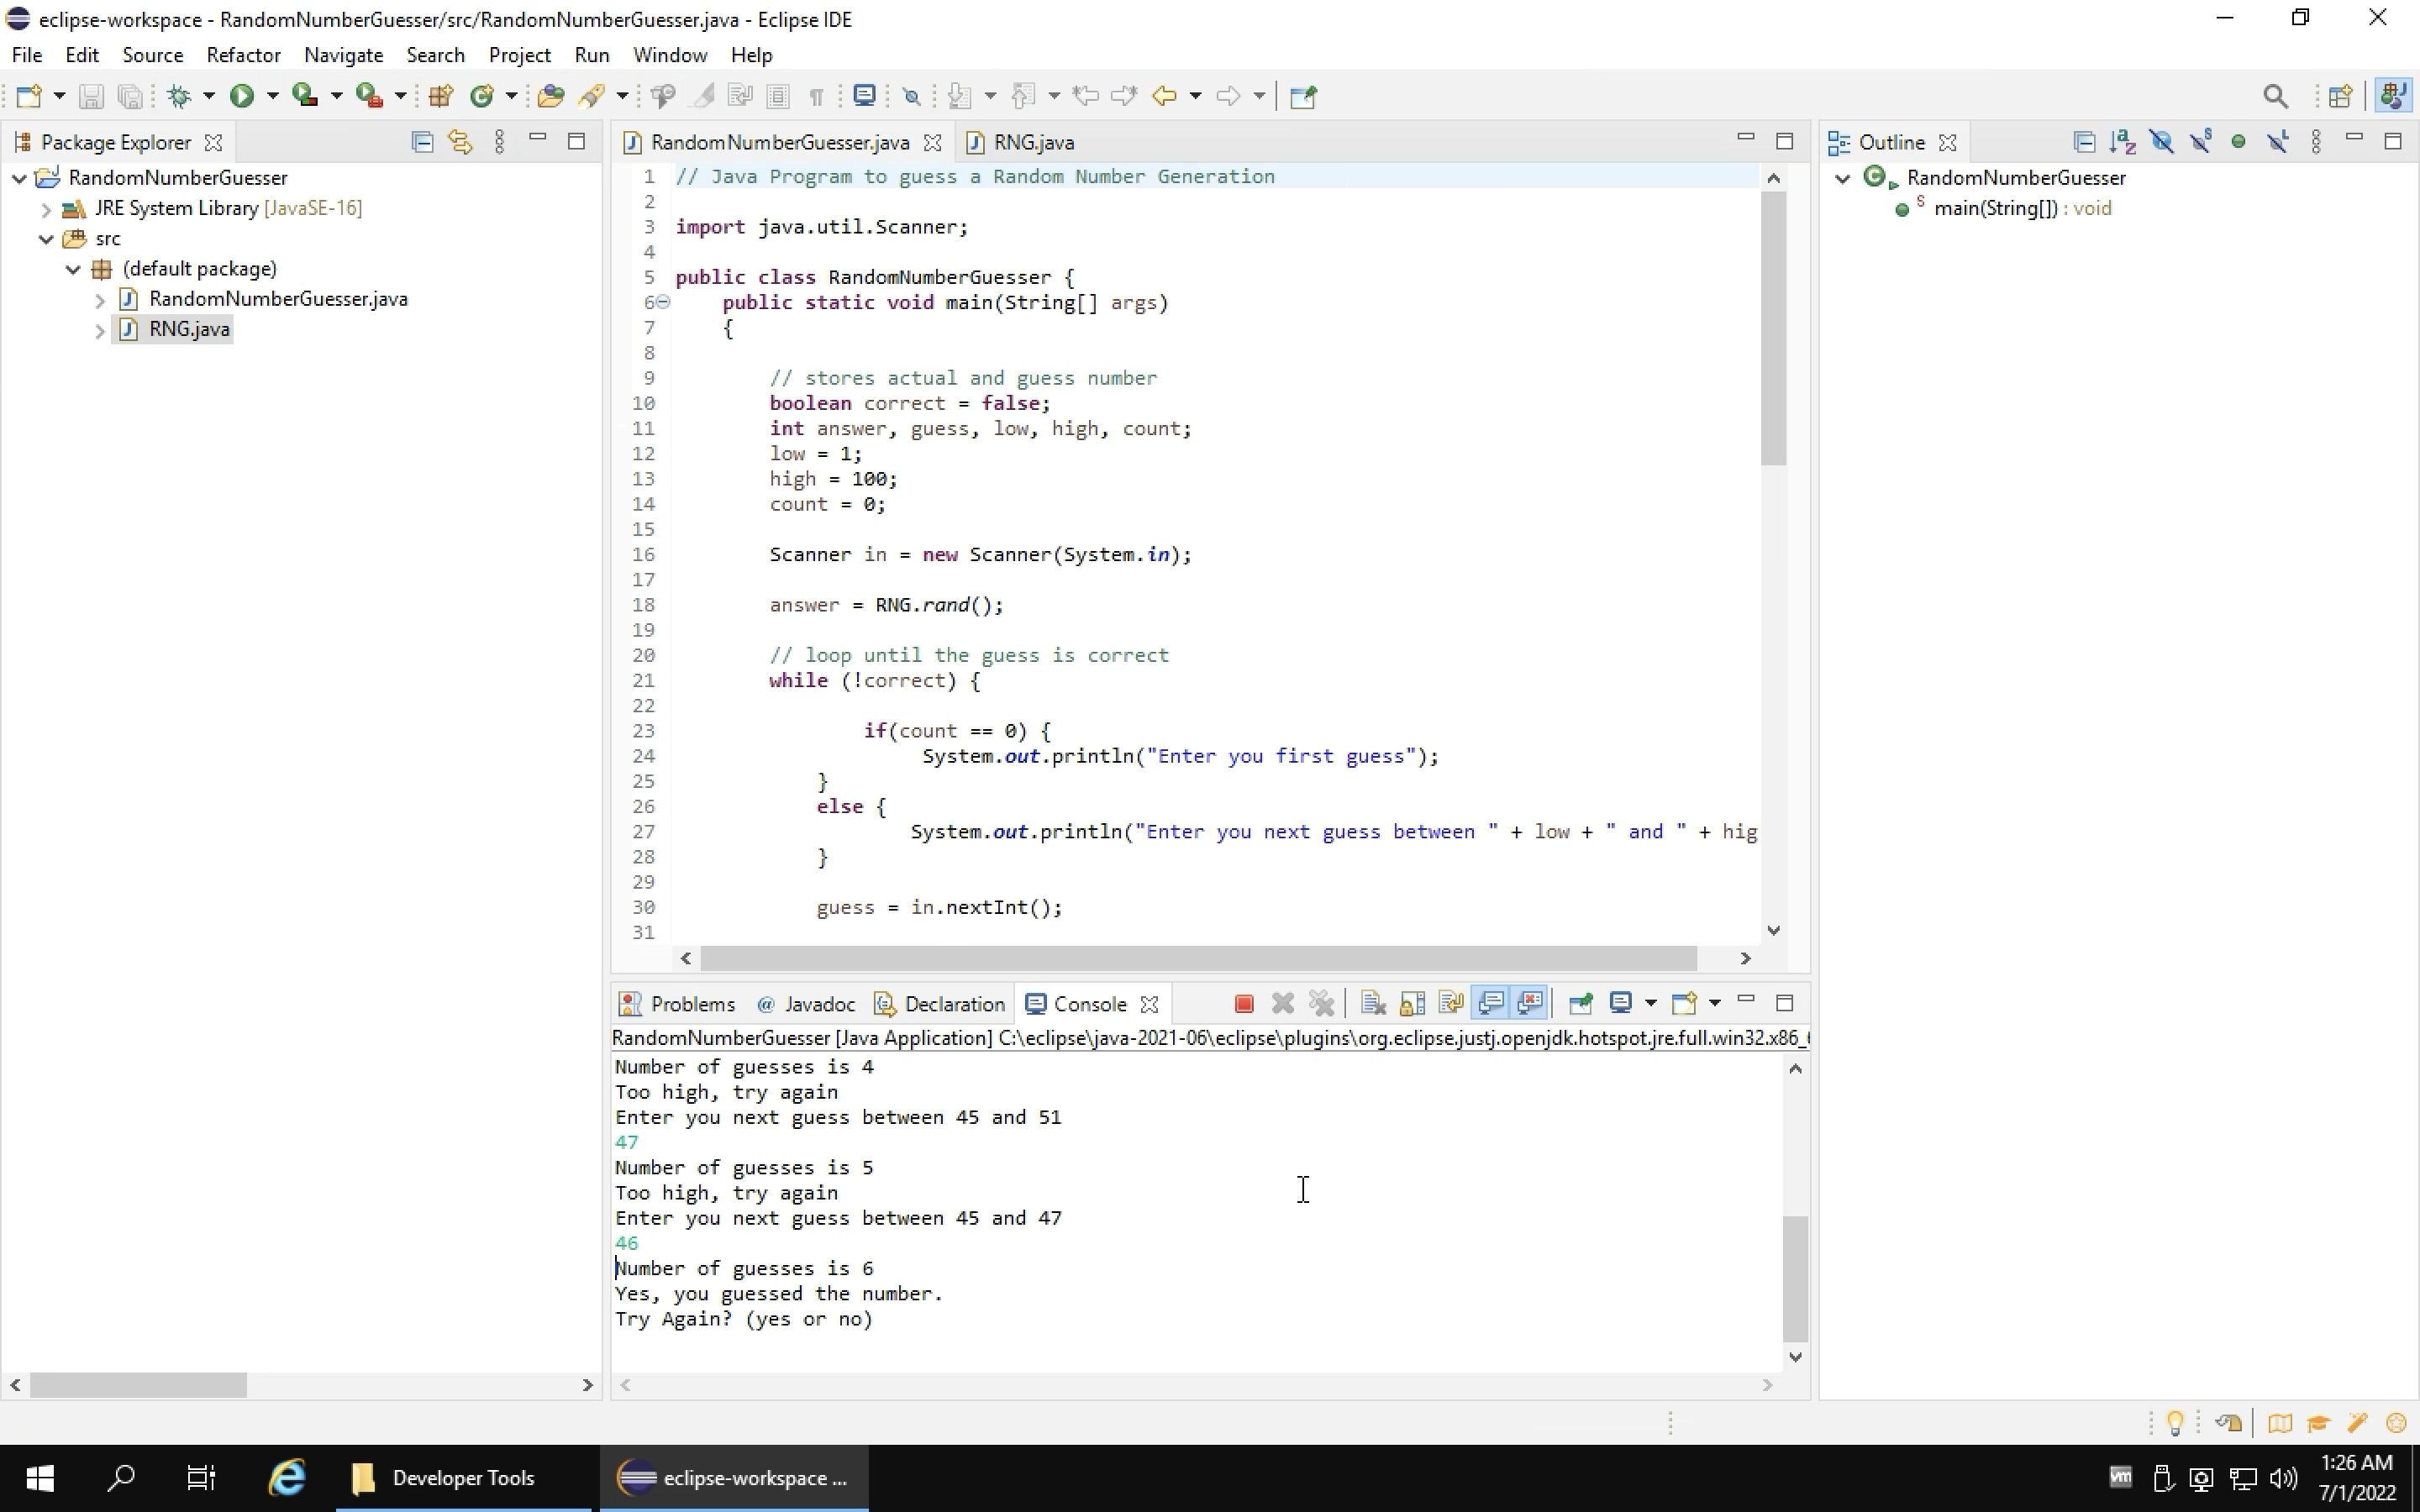 eclipse-workspace - RandomNumberGuesser/src/RandomNumberGuesser.java - Eclipse IDE
File Edit Source Refactor Navigate Search Project Run Window Help
Package Explorer
RandomNumberGuesser
JRE System Library [JavaSE-16]
src
(default package)
RandomNumberGuesser.java
RNG.java
RandomNumberGuesser.java RNG.java
1 // Java Program to guess a Random Number Generation
2
3 import java.util.Scanner;
4
5 public class RandomNumberGuesser {
6 public static void main(String[] args)
7 {
8
9 // stores actual and guess number
10 boolean correct = false;
11 int answer, guess, low, high, count;
12 low = 1;
13 high = 100;
14 count = 0;
15
16 Scanner in = new Scanner(System.in);
17
18 answer = RNG.rand();
19
20 // loop until the guess is correct
21 while (!correct) {
22
23 if(count == 0) {
24 System.out.println("Enter you first guess");
25 }
26 else {
27 System.out.println("Enter you next guess between " + low + " and " + hig
28 }
29
30 guess = in.nextInt();
31
Outline
RandomNumberGuesser
main(String[]) : void
Problems @ Javadoc Declaration Console
RandomNumberGuesser [Java Application] C:\eclipse\java-2021-06\eclipse\plugins\org.eclipse.justj.openjdk.hotspot.jre.full.win32.x86_
Number of guesses is 4
Too high, try again
Enter you next guess between 45 and 51
47
Number of guesses is 5
Too high, try again
Enter you next guess between 45 and 47
46
Number of guesses is 6
Yes, you guessed the number.
Try Again? (yes or no)
Developer Tools
eclipse-workspace ...
vm
1:26 AM
7/1/2022